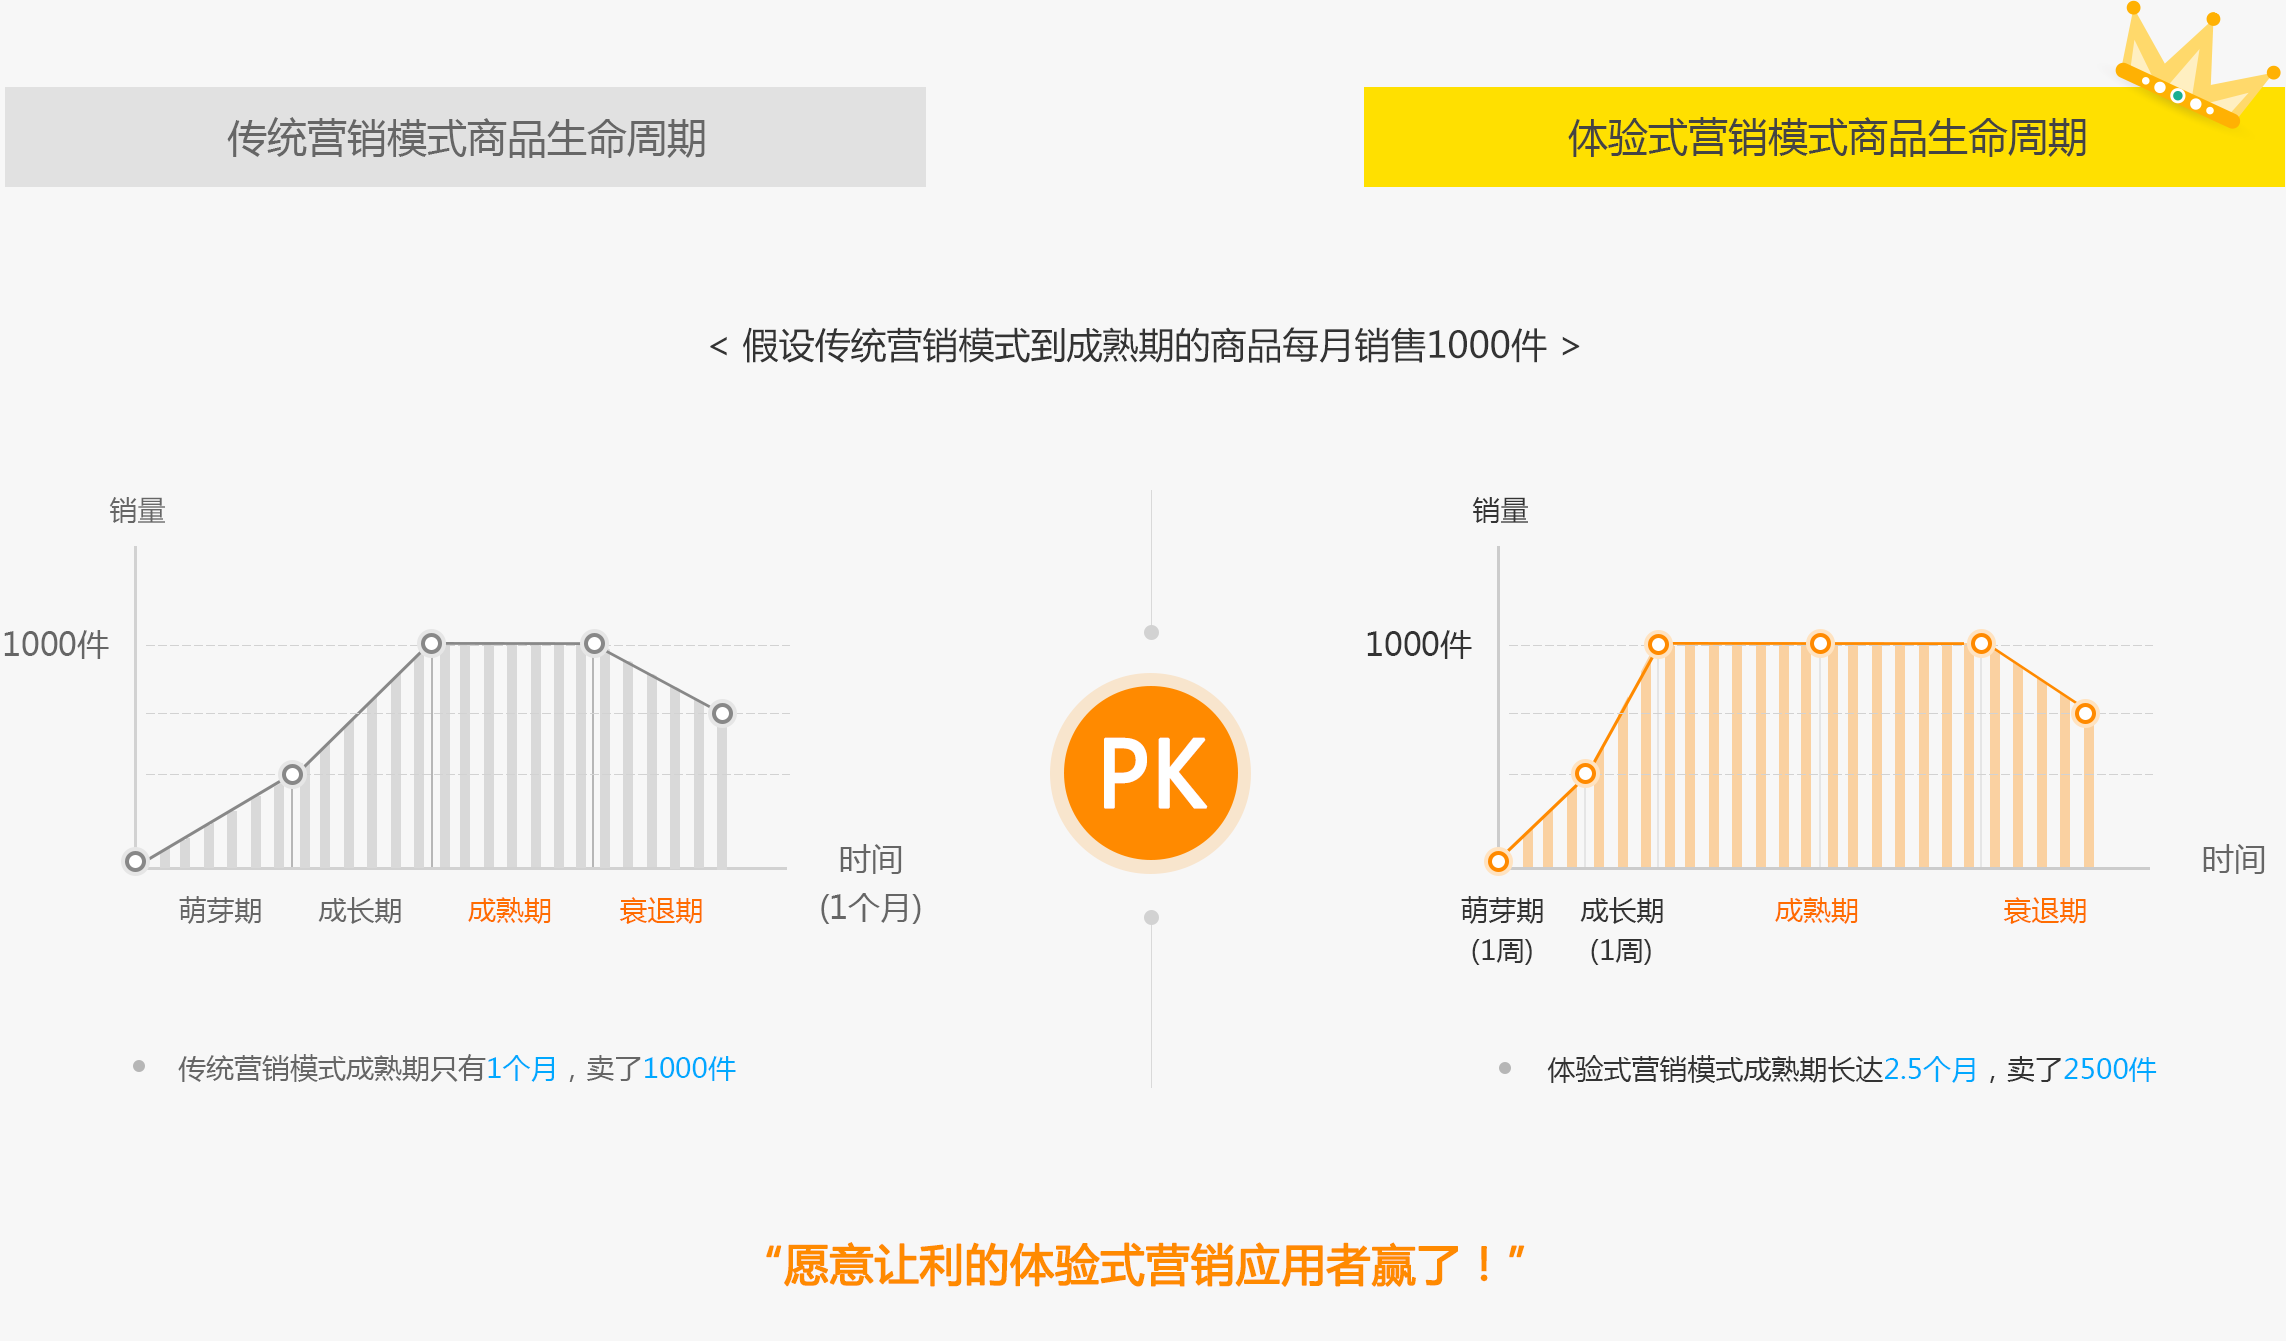 传统营销模式商品生命周期
体验式营销模式商品生命周期
< 假设传统营销模式到成熟期的商品每月销售1000件 >
销量
1000件
时间
(1个月)
萌芽期
成长期
成熟期
衰退期
传统营销模式成熟期只有1个月，卖了1000件
PK
销量
1000件
时间
萌芽期
(1周)
成长期
(1周)
成熟期
衰退期
体验式营销模式成熟期长达2.5个月，卖了2500件
“愿意让利的体验式营销应用者赢了！”